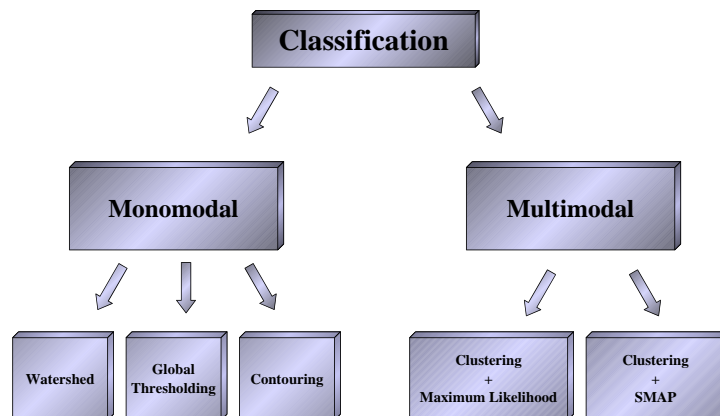 Classification
Monomodal
Multimodal
Watershed
Global
Thresholding
Contouring
Clustering
+
Maximum Likelihood
Clustering
+
SMAP